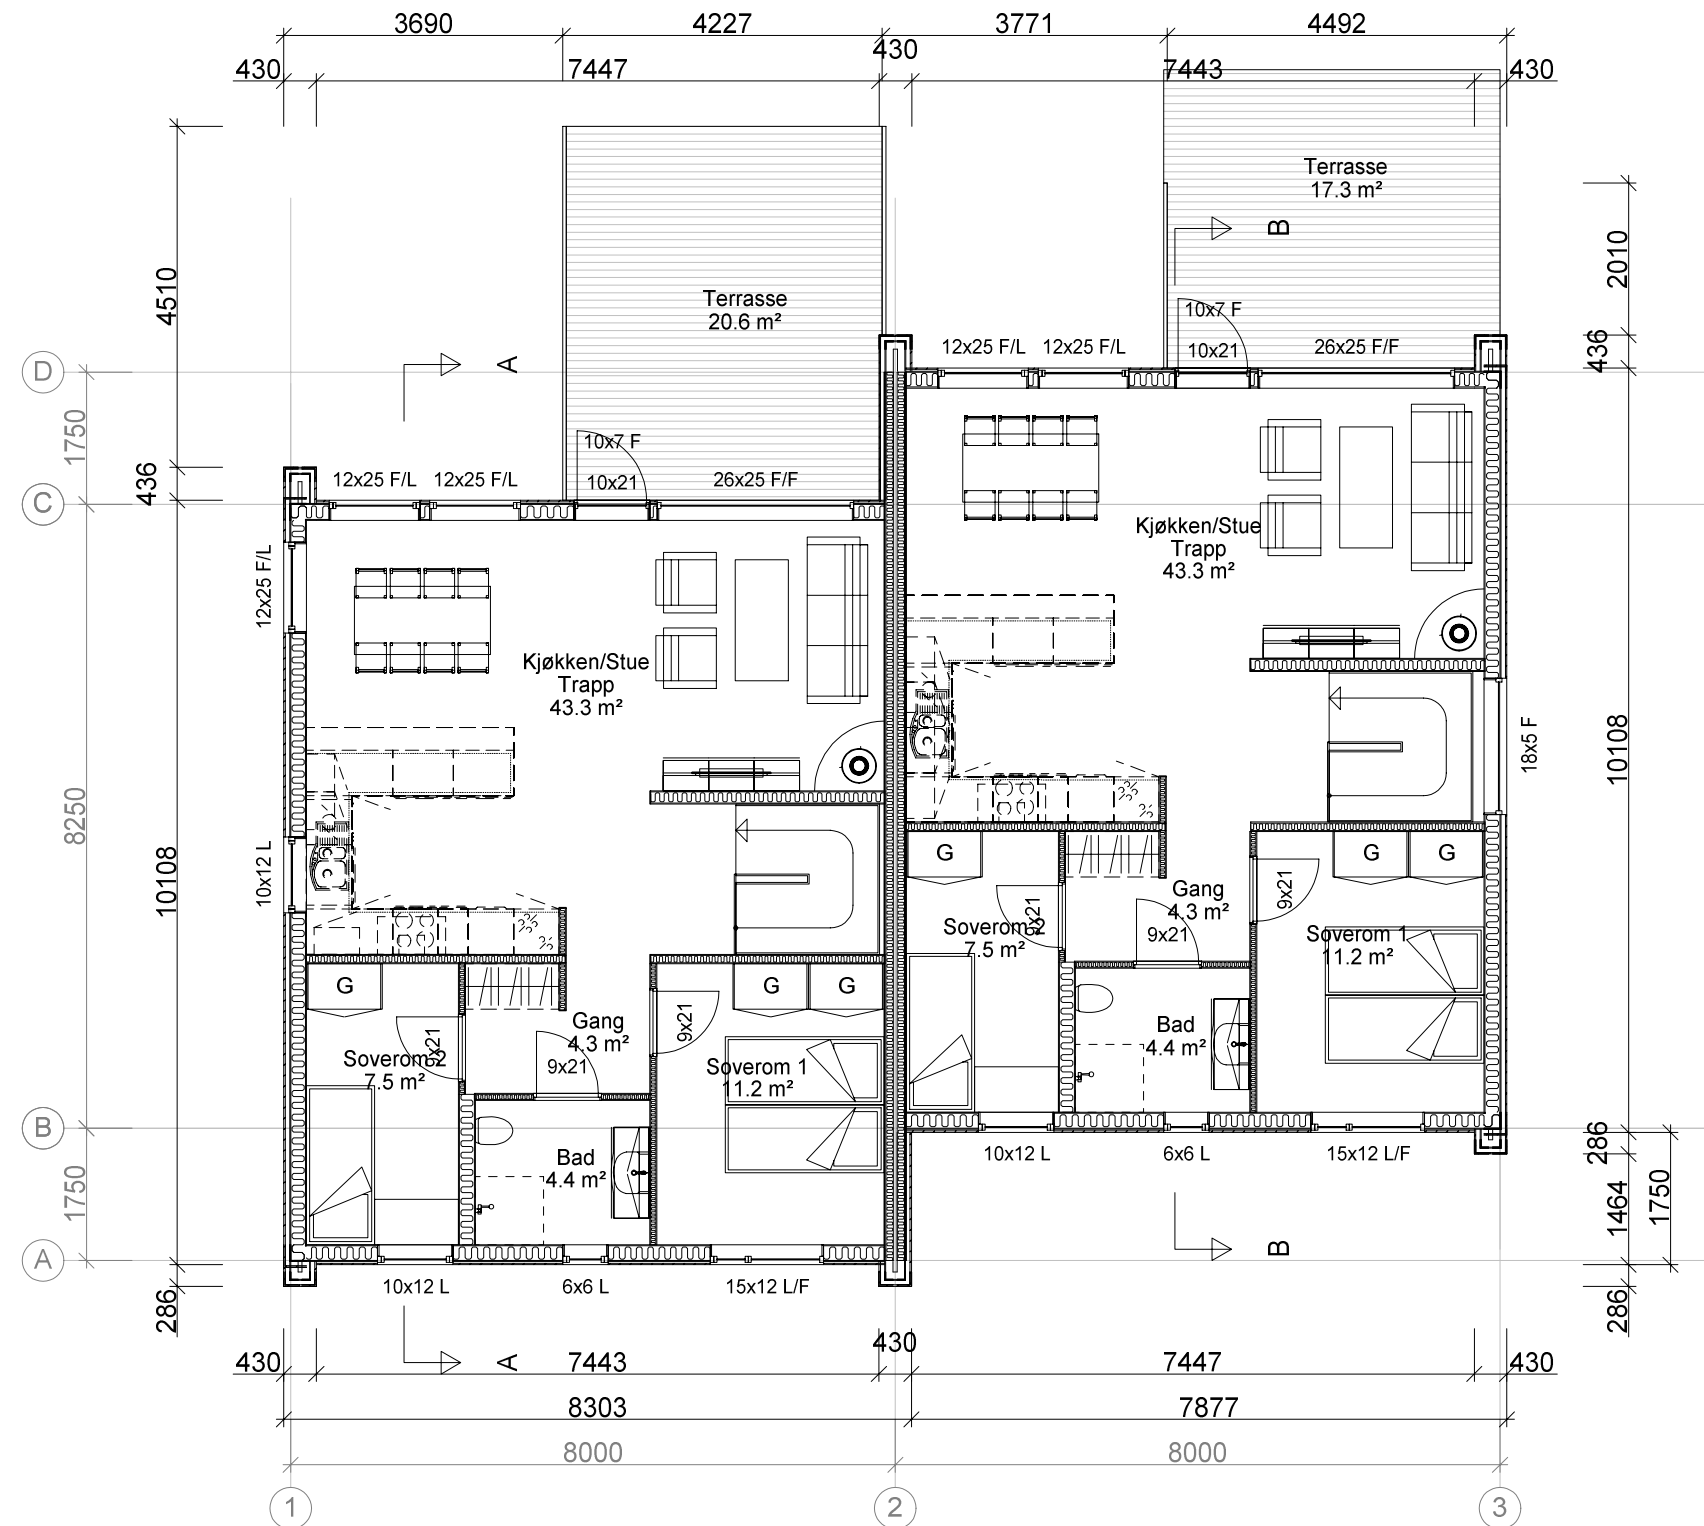 3690
4227
3771
4492
430
430
7447
7443
430
Terrasse
17.3 m²
B
2010
4510
Terrasse
20.6 m²
10x7 F
12x25 F/L
12x25 F/L
10x21
26x25 F/F
436
A
D
1750
10x7 F
436
12x25 F/L
12x25 F/L
10x21
26x25 F/F
C
Kjøkken/Stue
Trapp
43.3 m²
12x25 F/L
Kjøkken/Stue
Trapp
43.3 m²
18x5 F
10108
8250
10108
10x12 L
G
G
G
Gang
4.3 m²
9x21
9x21
9x21
Soverom 2
7.5 m²
Soverom 1
11.2 m²
G
G
G
Gang
4.3 m²
9x21
9x21
9x21
Soverom 2
7.5 m²
Soverom 1
11.2 m²
Bad
4.4 m²
B
10x12 L
6x6 L
15x12 L/F
286
Bad
4.4 m²
1750
1464
1750
A
B
10x12 L
6x6 L
15x12 L/F
286
286
A
430
430
7443
7447
430
8303
7877
8000
8000
1
2
3